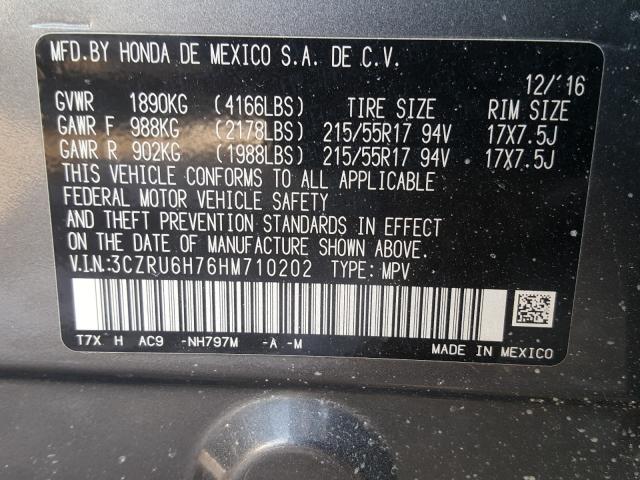 MFD.BY HONDA DE MEXICO S.A. DE C.V.
12/'16
GVWR 1890KG (4166LBS) TIRE SIZE RIM SIZE
GAWR F 988KG (2178LBS) 215/55R17 94V 17X7.5J
GAWR R 902KG (1988LBS) 215/55R17 94V 17X7.5J
THIS VEHICLE CONFORMS TO ALL APPLICABLE
FEDERAL MOTOR VEHICLE SAFETY
AND THEFT PREVENTION STANDARDS IN EFFECT
ON THE DATE OF MANUFACTURE SHOWN ABOVE.
V.I.N:3CZRU6H76HM710202 TYPE: MPV
T7X H AC9 -NH797M -A -M
MADE IN MEXICO